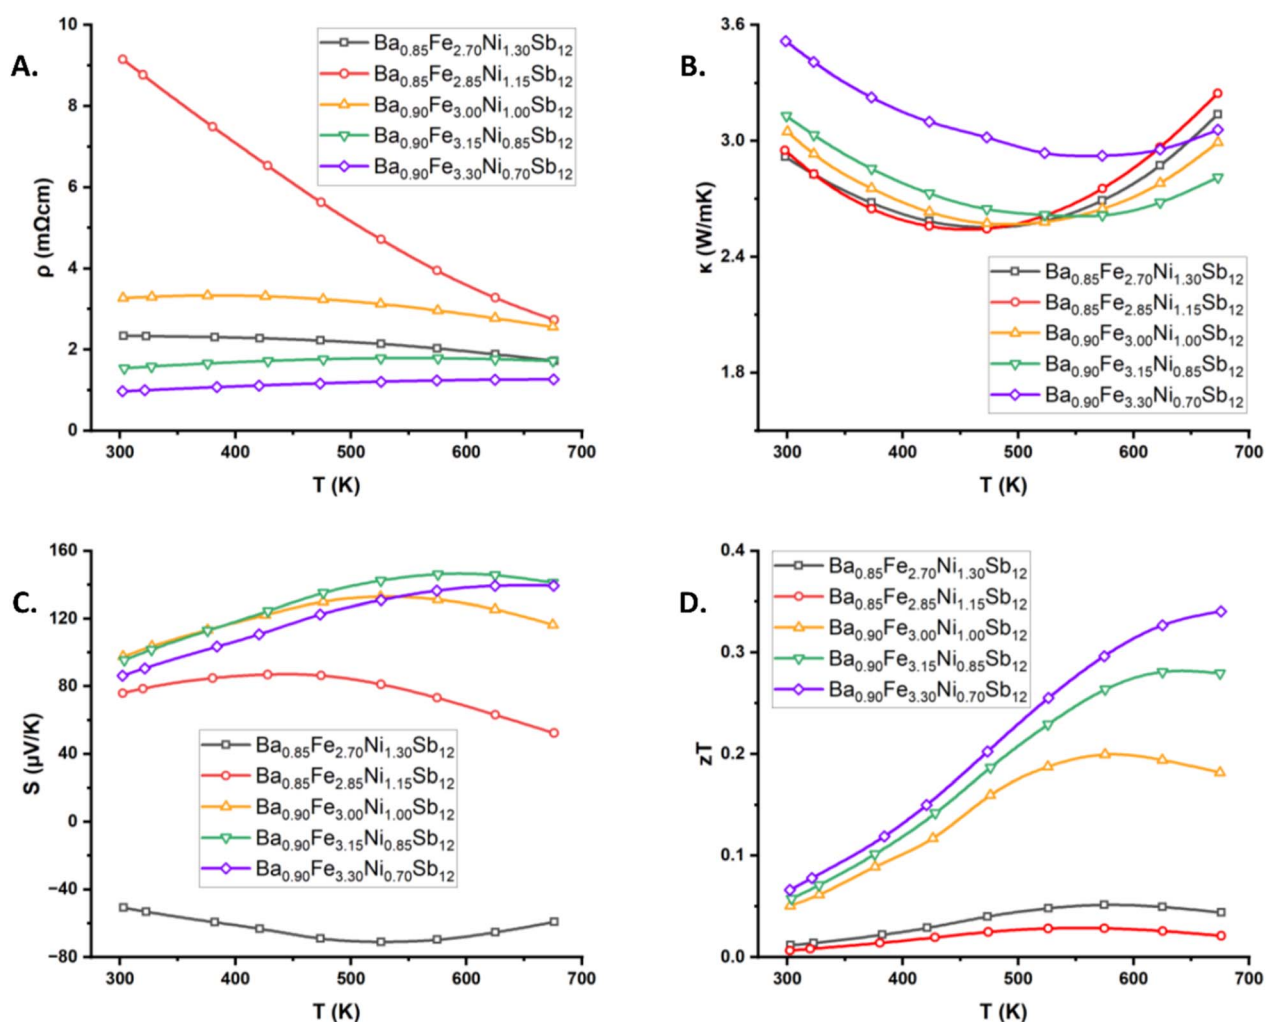 A.
10
8
6
4
2
0
ρ (mΩcm)
Ba0.85Fe2.70Ni1.30Sb12
Ba0.85Fe2.85Ni1.15Sb12
Ba0.90Fe3.00Ni1.00Sb12
Ba0.90Fe3.15Ni0.85Sb12
Ba0.90Fe3.30Ni0.70Sb12
300 400 500 600 700
T (K)
B.
3.6
3.0
2.4
1.8
κ (W/mK)
Ba0.85Fe2.70Ni1.30Sb12
Ba0.85Fe2.85Ni1.15Sb12
Ba0.90Fe3.00Ni1.00Sb12
Ba0.90Fe3.15Ni0.85Sb12
Ba0.90Fe3.30Ni0.70Sb12
300 400 500 600 700
T (K)
C.
160
120
80
40
0
−40
−80
S (μV/K)
Ba0.85Fe2.70Ni1.30Sb12
Ba0.85Fe2.85Ni1.15Sb12
Ba0.90Fe3.00Ni1.00Sb12
Ba0.90Fe3.15Ni0.85Sb12
Ba0.90Fe3.30Ni0.70Sb12
300 400 500 600 700
T (K)
D.
0.4
0.3
0.2
0.1
0.0
zT
Ba0.85Fe2.70Ni1.30Sb12
Ba0.85Fe2.85Ni1.15Sb12
Ba0.90Fe3.00Ni1.00Sb12
Ba0.90Fe3.15Ni0.85Sb12
Ba0.90Fe3.30Ni0.70Sb12
300 400 500 600 700
T (K)